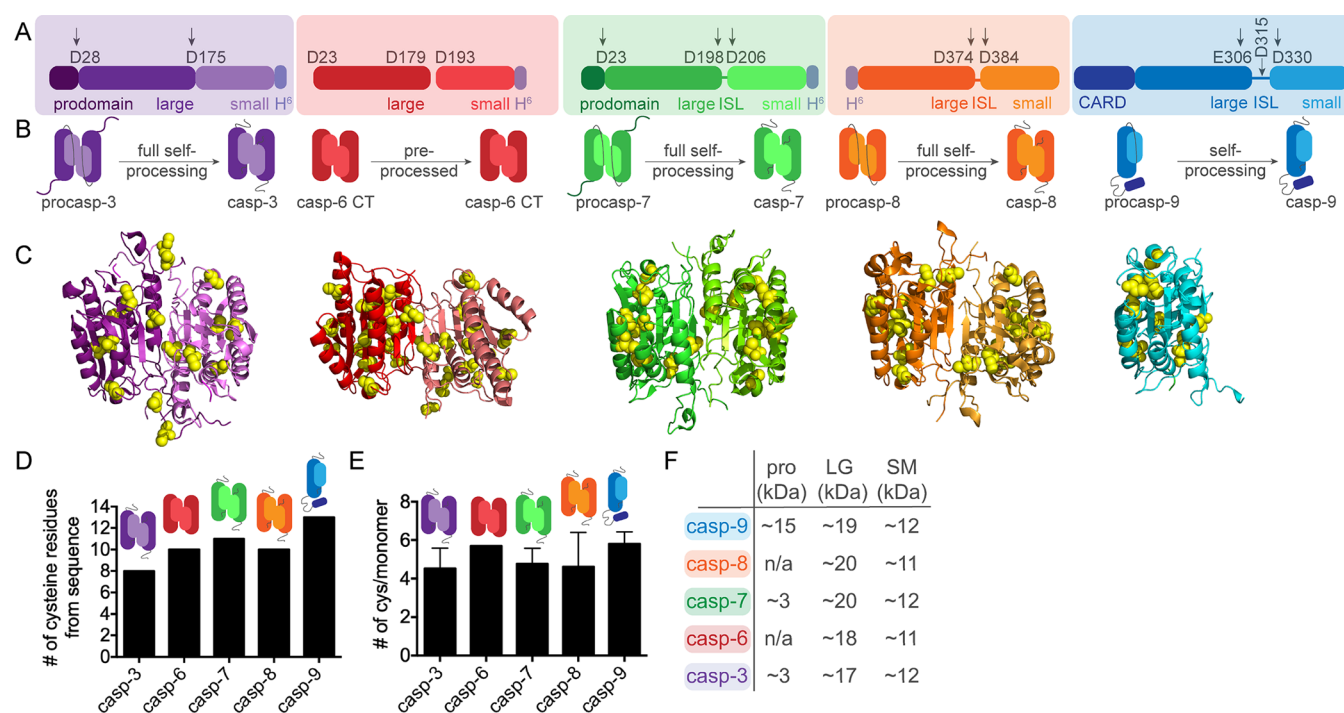 A
D28 D175
prodomain large small H⁶
D23 D179 D193
large small H⁶
D23 D198 D206
prodomain large ISL small H⁶
D374 D384
H⁶ large ISL small
E306 D315 D330
CARD large ISL small
B
full self-
processing
procasp-3 casp-3
pre-
processed
casp-6 CT casp-6 CT
full self-
processing
procasp-7 casp-7
full self-
processing
procasp-8 casp-8
self-
processing
procasp-9 casp-9
C
D
# of cysteine residues
from sequence
14
12
10
8
6
4
2
0
casp-3 casp-6 casp-7 casp-8 casp-9
E
# of cys/monomer
8
6
4
2
0
casp-3 casp-6 casp-7 casp-8 casp-9
F
pro LG SM
(kDa) (kDa) (kDa)
casp-9 ~15 ~19 ~12
casp-8 n/a ~20 ~11
casp-7 ~3 ~20 ~12
casp-6 n/a ~18 ~11
casp-3 ~3 ~17 ~12